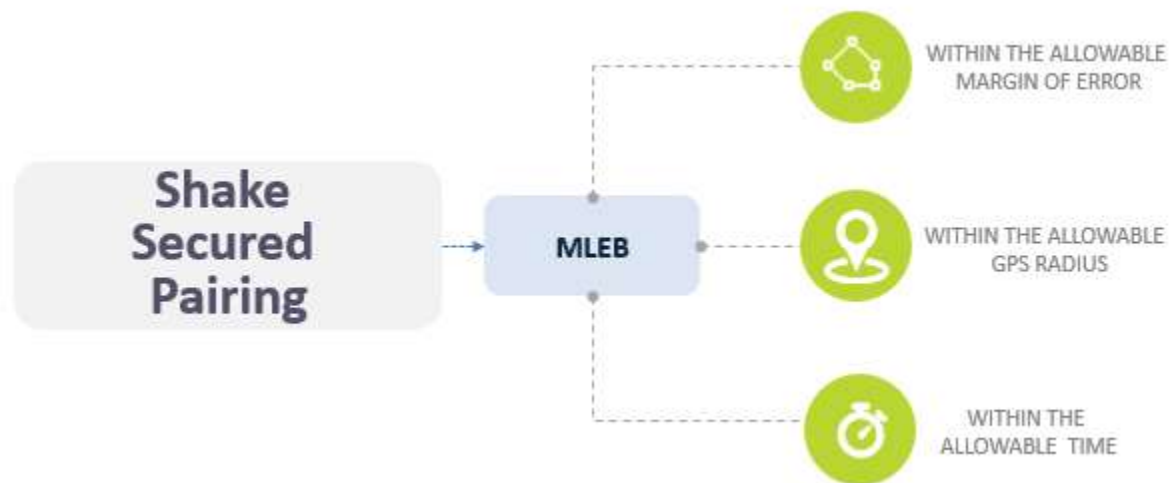 Shake
Secured
Pairing
MLEB
WITHIN THE ALLOWABLE
MARGIN OF ERROR
WITHIN THE ALLOWABLE
GPS RADIUS
WITHIN THE
ALLOWABLE TIME